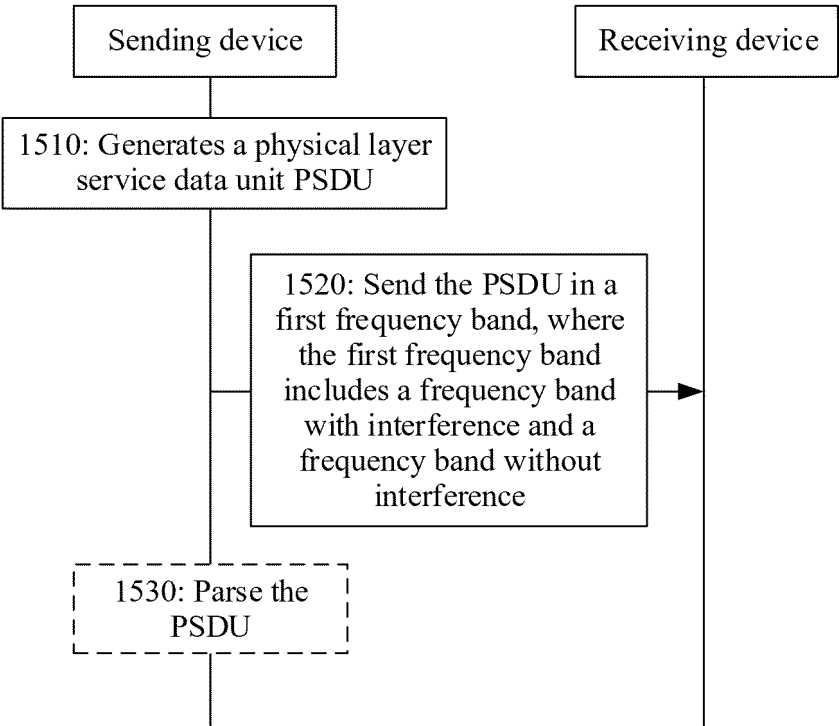 Sending device
Receiving device
1510: Generates a physical layer
service data unit PSDU
1520: Send the PSDU in a
first frequency band, where
the first frequency band
includes a frequency band
with interference and a
frequency band without
interference
1530: Parse the
PSDU